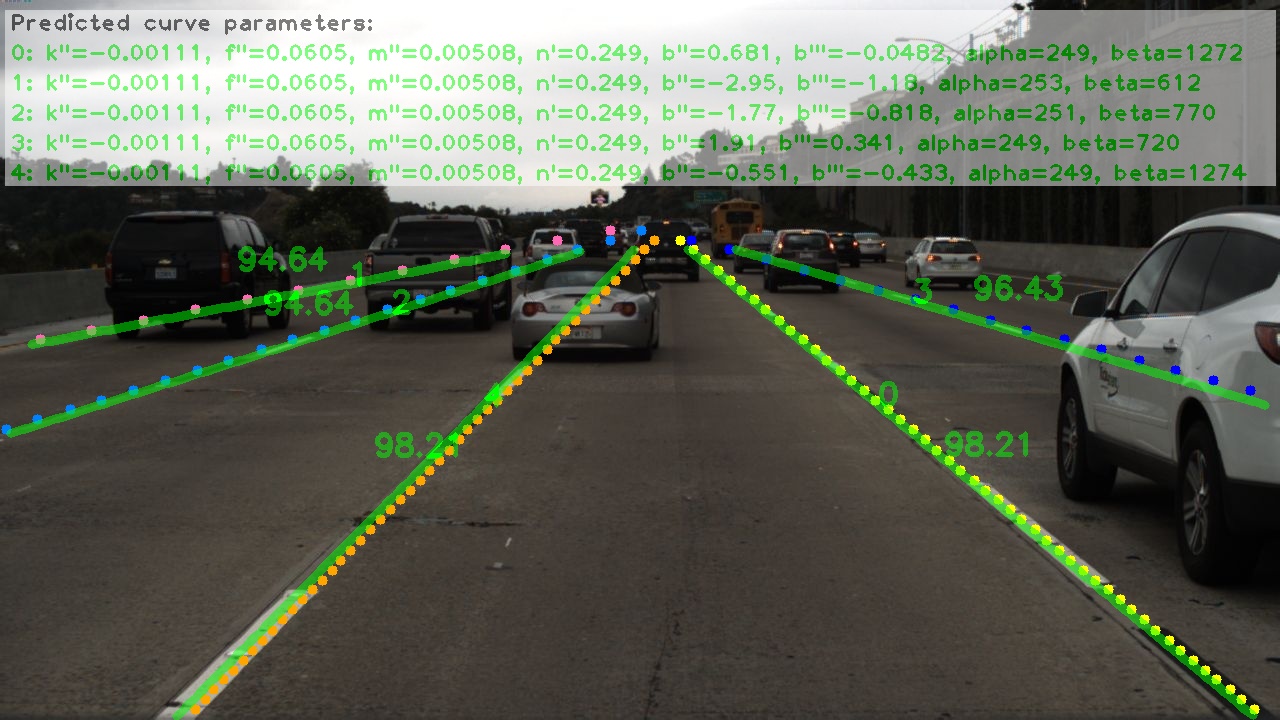 Predicted curve parameters:
0: k''=-0.00111, f''=0.0605, m''=0.00508, n'=0.249, b''=0.681, b'''=-0.0482, alpha=249, beta=1272
1: k''=-0.00111, f''=0.0605, m''=0.00508, n'=0.249, b''=-2.95, b'''=-1.18, alpha=253, beta=612
2: k''=-0.00111, f''=0.0605, m''=0.00508, n'=0.249, b''=-1.77, b'''=-0.818, alpha=251, beta=770
3: k''=-0.00111, f''=0.0605, m''=0.00508, n'=0.249, b''=1.91, b'''=0.341, alpha=249, beta=720
4: k''=-0.00111, f''=0.0605, m''=0.00508, n'=0.249, b''=-0.551, b'''=-0.433, alpha=249, beta=1274
94.64
1
94.64
2
3
96.43
0
98.21
98.21